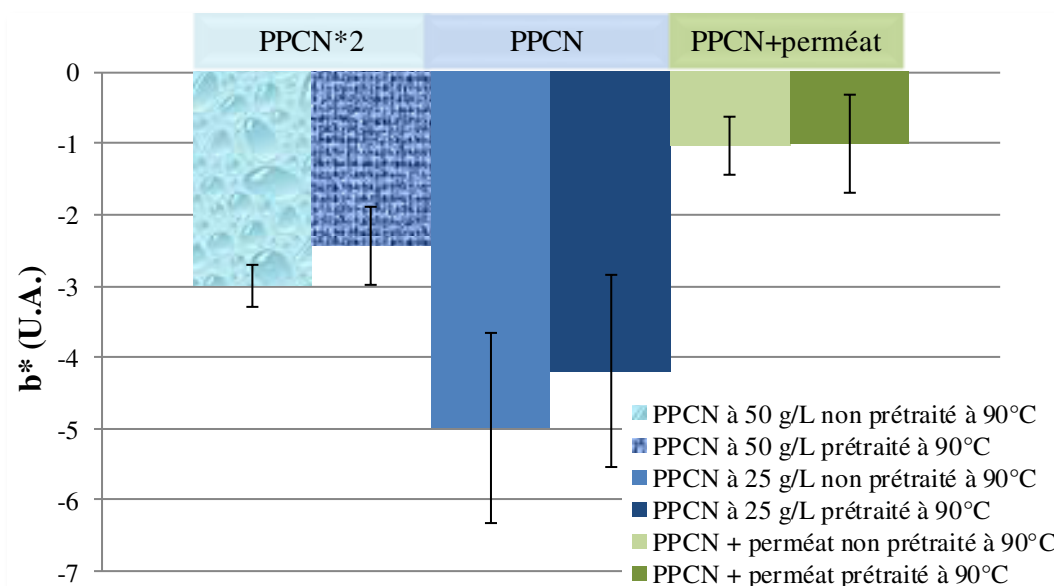 PPCN*2 PPCN PPCN+perméat
0
-1
-2
-3
-4
-5
-6
-7
b* (U.A.)
PPCN à 50 g/L non prétraité à 90°C
PPCN à 50 g/L prétraité à 90°C
PPCN à 25 g/L non prétraité à 90°C
PPCN à 25 g/L prétraité à 90°C
PPCN + perméat non prétraité à 90°C
PPCN + perméat prétraité à 90°C